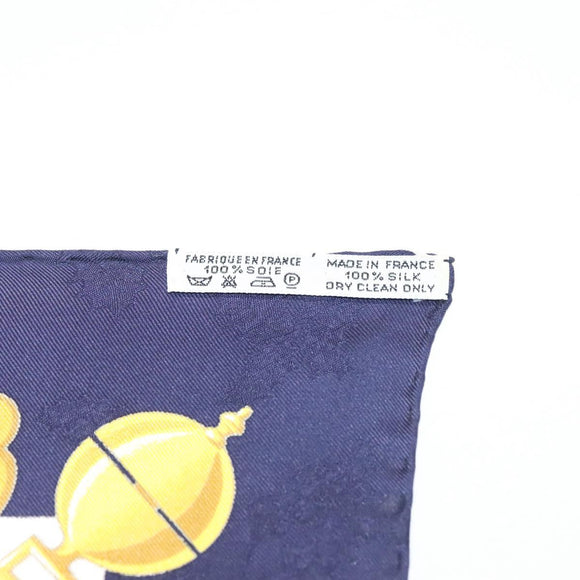 FABRIQUE EN FRANCE
100% SOIE
P
MADE IN FRANCE
100% SILK
DRY CLEAN ONLY